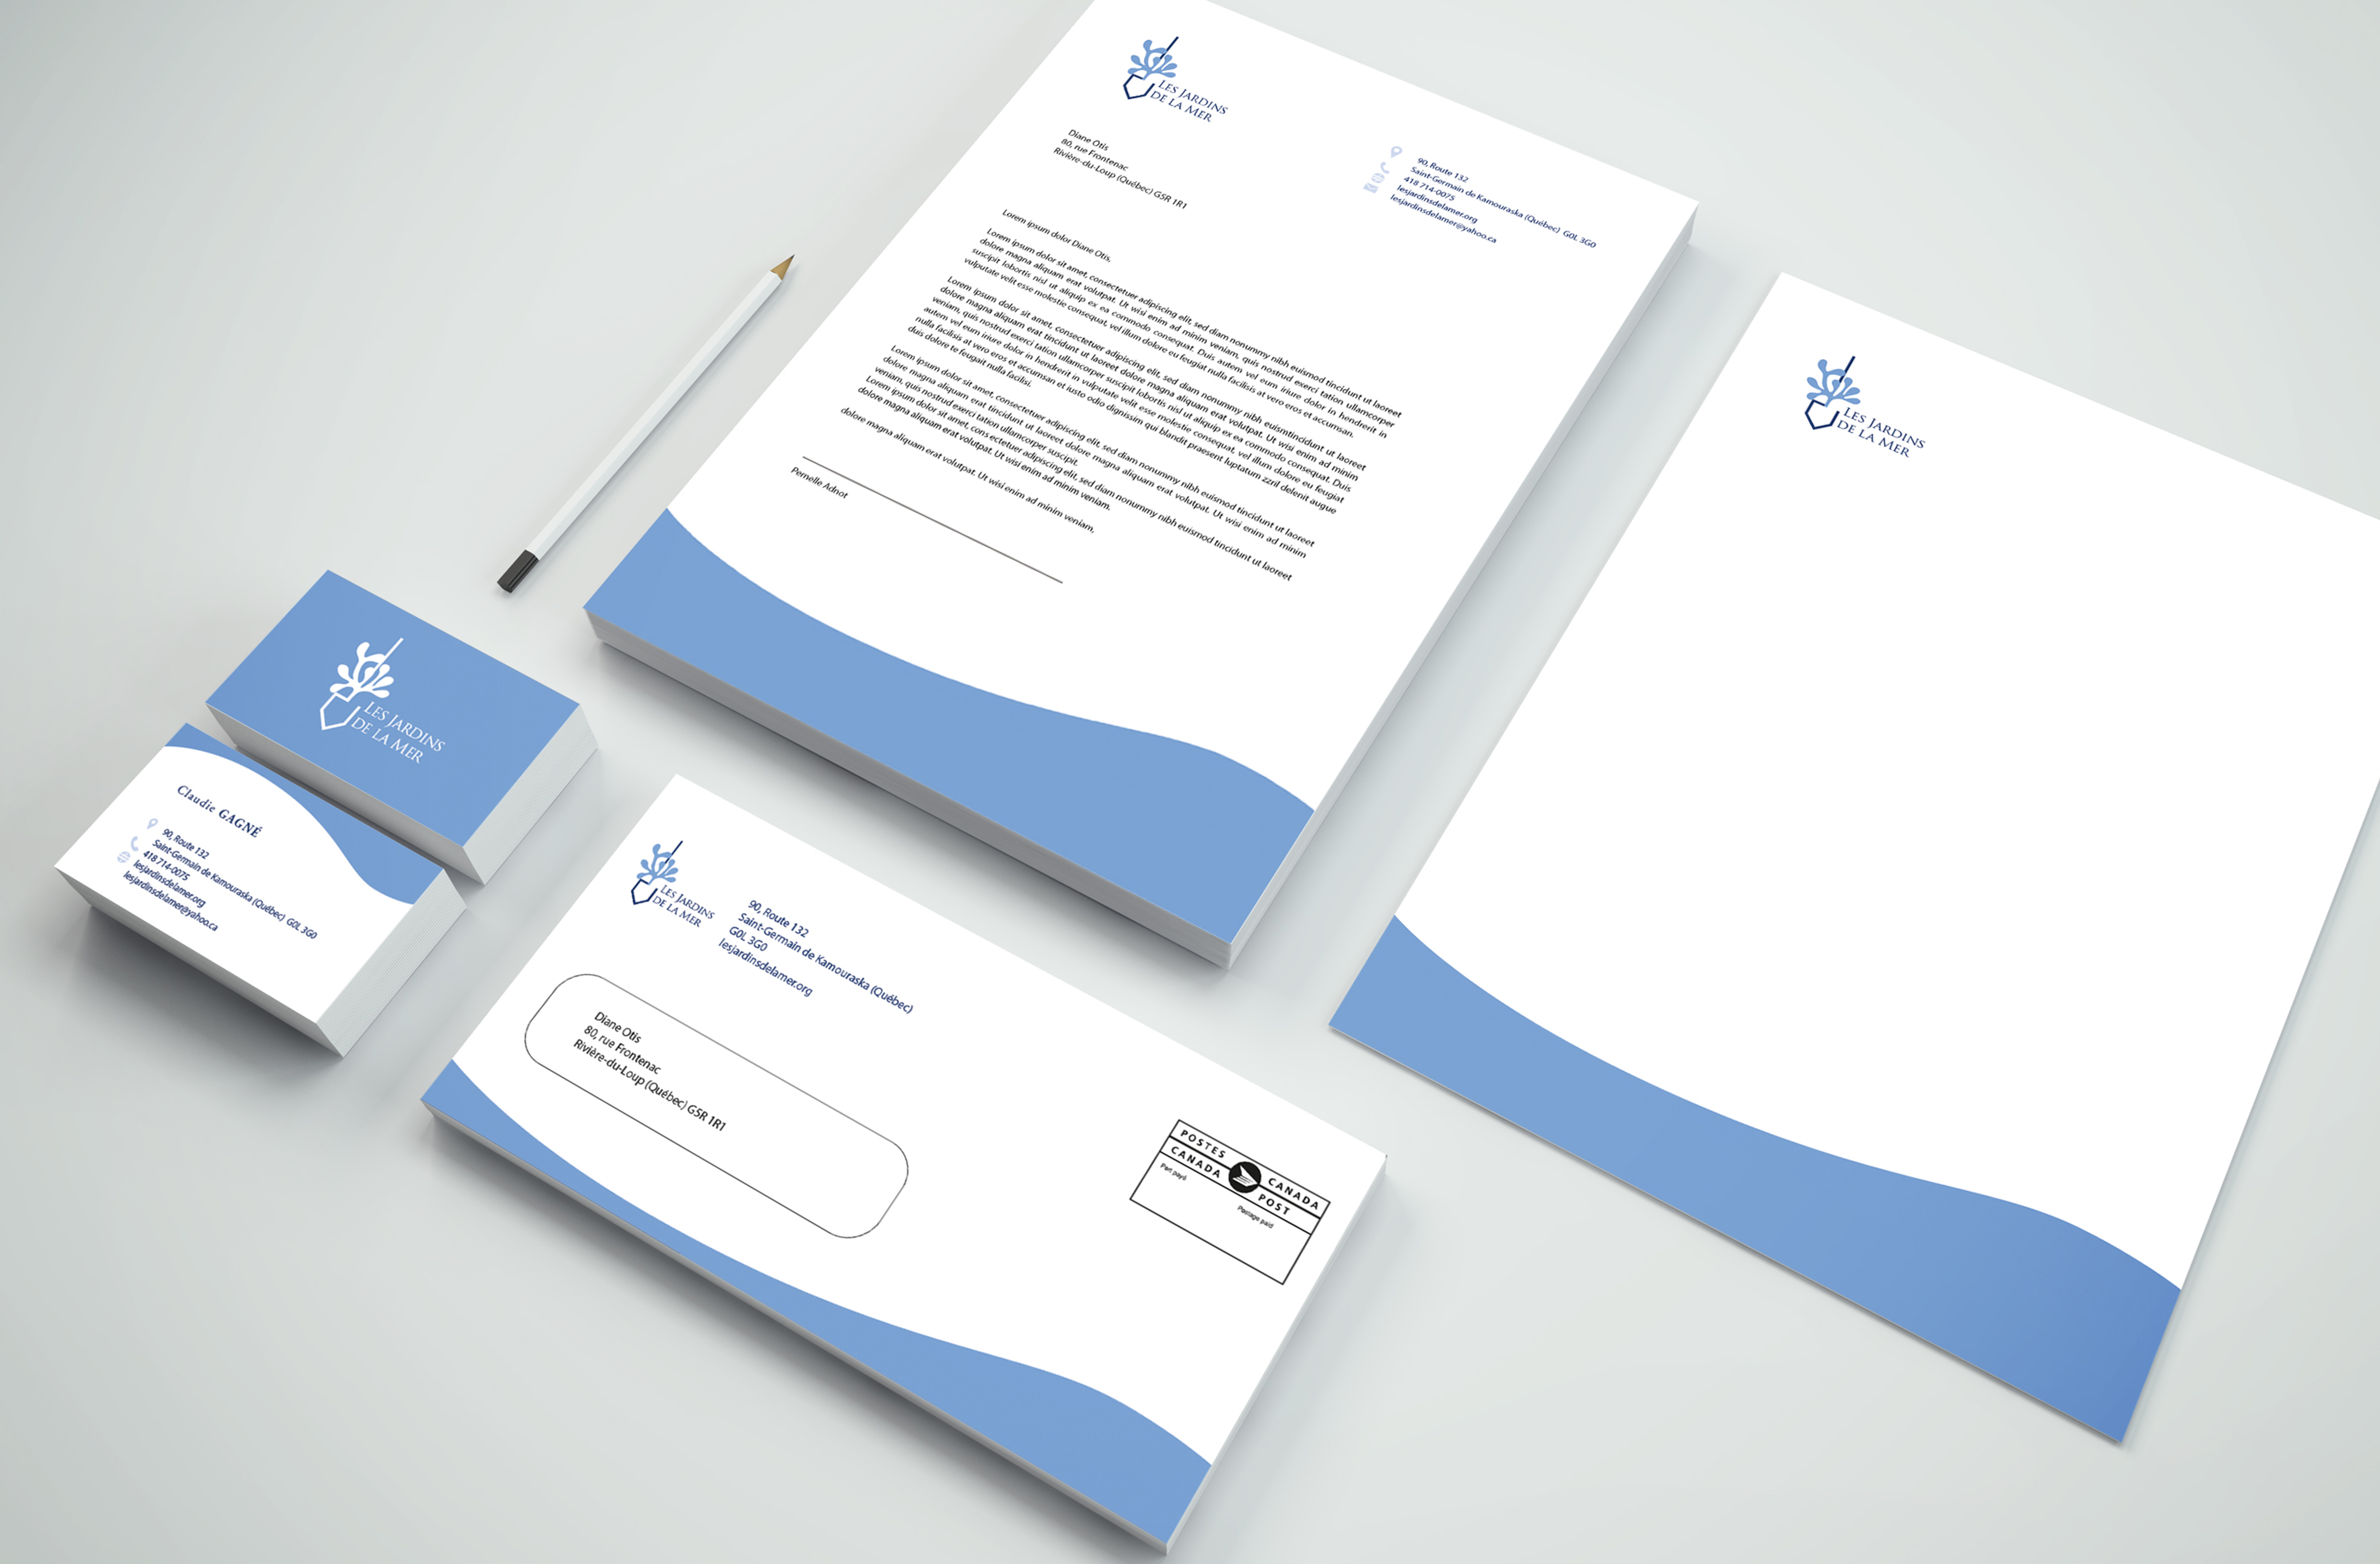 LES JARDINS
DE LA MER
Diane Otis
80, rue Frontenac
Rivière-du-Loup (Québec) G5R 1R1
90, Route 132
Saint-Germain de Kamouraska (Québec) G0L 3G0
418 714-0075
lesjardinsdelamer.org
lesjardinsdelamer@yahoo.ca
Lorem ipsum dolor Diane Otis,
Lorem ipsum dolor sit amet, consectetuer adipiscing elit, sed diam nonummy nibh euismod tincidunt ut laoreet
dolore magna aliquam erat volutpat. Ut wisi enim ad minim veniam, quis nostrud exerci tation ullamcorper
suscipit lobortis nisl ut aliquip ex ea commodo consequat. Duis autem vel eum iriure dolor in hendrerit in
vulputate velit esse molestie consequat, vel illum dolore eu feugiat nulla facilisis at vero eros et accumsan.
Lorem ipsum dolor sit amet, consectetuer adipiscing elit, sed diam nonummy nibh euismtincidunt ut laoreet
dolore magna aliquam erat tincidunt ut laoreet dolore magna aliquam erat volutpat. Ut wisi enim ad minim
veniam, quis nostrud exerci tation ullamcorper suscipit lobortis nisl ut aliquip ex ea commodo consequat. Duis
autem vel eum iriure dolor in hendrerit in vulputate velit esse molestie consequat, vel illum dolore eu feugiat
nulla facilisis at vero eros et accumsan et iusto odio dignissim qui blandit praesent luptatum zzril delenit augue
duis dolore te feugait nulla facilisi.
Lorem ipsum dolor sit amet, consectetuer adipiscing elit, sed diam nonummy nibh euismod tincidunt ut laoreet
dolore magna aliquam erat tincidunt ut laoreet dolore magna aliquam erat volutpat. Ut wisi enim ad minim
veniam, quis nostrud exerci tation ullamcorper suscipit.
Lorem ipsum dolor sit amet, cons ectetuer adipiscing elit, sed diam nonummy nibh euismod tincidunt ut laoreet
dolore magna aliquam erat volutpat. Ut wisi enim ad minim veniam.
dolore magna aliquam erat volutpat. Ut wisi enim ad minim veniam,
Pernelle Adnot
LES JARDINS
DE LA MER
LES JARDINS
DE LA MER
Claudie GAGNÉ
90, Route 132
Saint-Germain de Kamouraska (Québec) G0L 3G0
418 714-0075
lesjardinsdelamer.org
lesjardinsdelamer@yahoo.ca
LES JARDINS
DE LA MER
90, Route 132
Saint-Germain de Kamouraska (Québec)
G0L 3G0
lesjardinsdelamer.org
Diane Otis
80, rue Frontenac
Rivière-du-Loup (Québec) G5R 1R1
POSTES
CANADA
CANADA
POST
Port payé
Postage paid